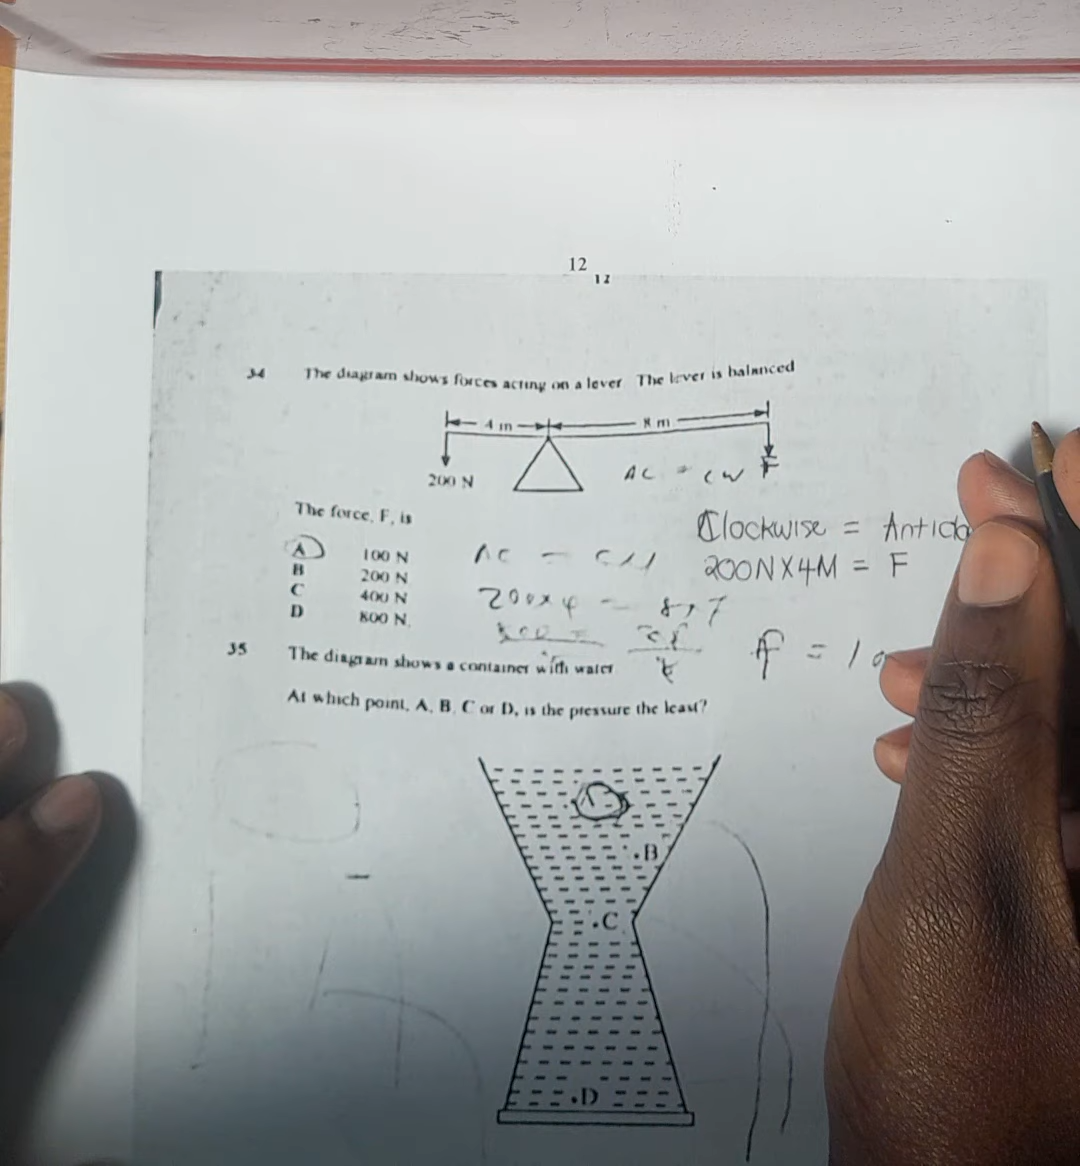 12
12
34 The diagram shows forces acting on a lever The lever is balanced
4 m 8 m
200 N F
AC = CW
The force, F, is
A 100 N
B 200 N
C 400 N
D 800 N.
Clockwise = Anticlo
200N X 4M = F
AC =
200 x 4 =
f = 10
35 The diagram shows a container with water
At which point, A, B, C or D, is the pressure the least?
A
.B
.C
.D